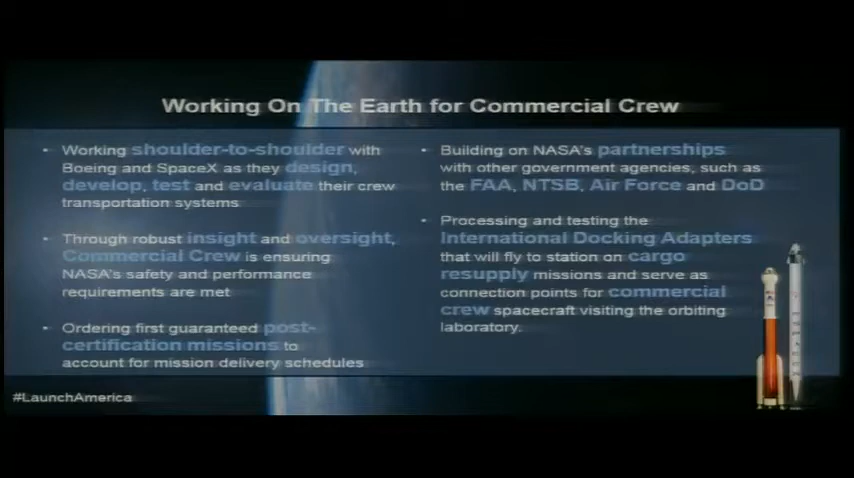 Working On The Earth for Commercial Crew
• Working shoulder-to-shoulder with
Boeing and SpaceX as they design,
develop, test and evaluate their crew
transportation systems
• Through robust insight and oversight,
Commercial Crew is ensuring
NASA's safety and performance
requirements are met
• Ordering first guaranteed post-
certification missions to
account for mission delivery schedules
• Building on NASA's partnerships
with other government agencies, such as
the FAA, NTSB, Air Force and DoD
• Processing and testing the
International Docking Adapters
that will fly to station on cargo
resupply missions and serve as
connection points for commercial
crew spacecraft visiting the orbiting
laboratory.
#LaunchAmerica